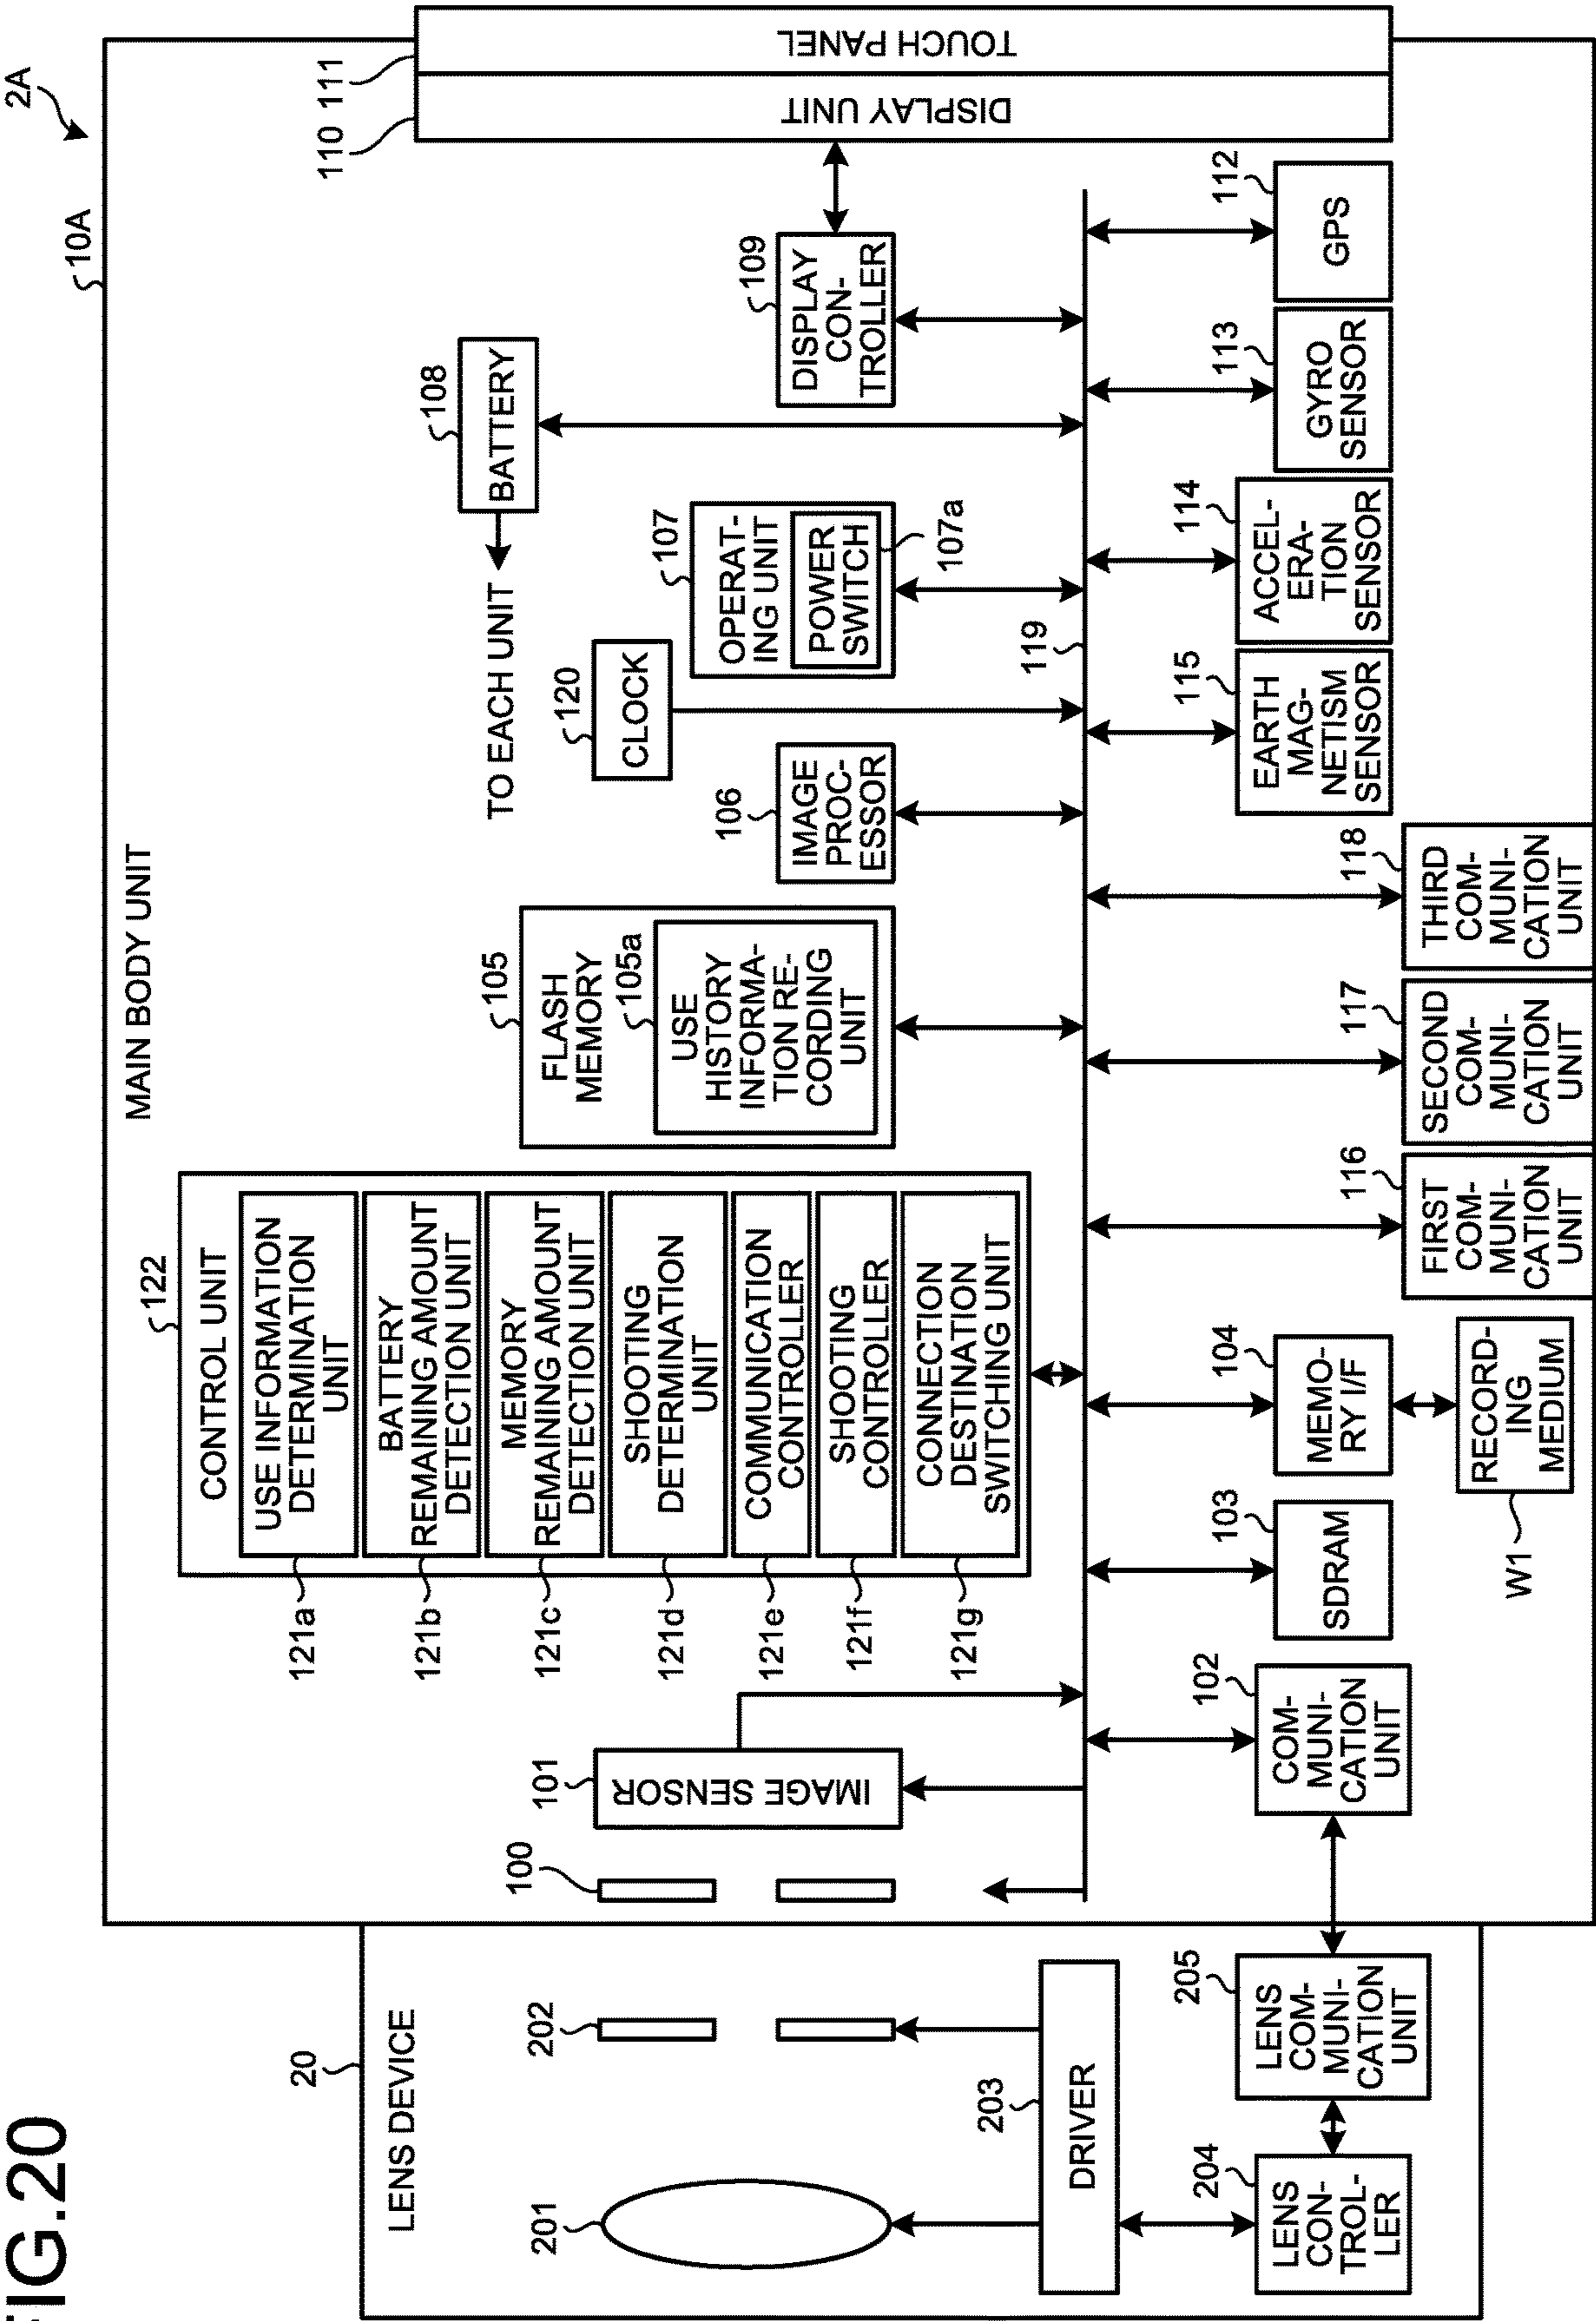 FIG.20
2A
10A
MAIN BODY UNIT
20
LENS DEVICE
201
202
203
DRIVER
204
LENS
CON-
TROL-
LER
205
LENS
COM-
MUNI-
CATION
UNIT
100
101
IMAGE SENSOR
122
CONTROL UNIT
121a
USE INFORMATION
DETERMINATION
UNIT
121b
BATTERY
REMAINING AMOUNT
DETECTION UNIT
121c
MEMORY
REMAINING AMOUNT
DETECTION UNIT
121d
SHOOTING
DETERMINATION
UNIT
121e
COMMUNICATION
CONTROLLER
121f
SHOOTING
CONTROLLER
121g
CONNECTION
DESTINATION
SWITCHING UNIT
105
FLASH
MEMORY
105a
USE
HISTORY
INFORMA-
TION RE-
CORDING
UNIT
106
IMAGE
PROC-
ESSOR
120
CLOCK
107
OPERAT-
ING UNIT
POWER
SWITCH
107a
TO EACH UNIT
108
BATTERY
109
DISPLAY
CON-
TROLLER
110
DISPLAY UNIT
111
TOUCH PANEL
119
102
COM-
MUNI-
CATION
UNIT
103
SDRAM
104
MEMO-
RY I/F
RECORD-
ING
MEDIUM
W1
116
FIRST
COM-
MUNI-
CATION
UNIT
117
SECOND
COM-
MUNI-
CATION
UNIT
118
THIRD
COM-
MUNI-
CATION
UNIT
115
EARTH
MAG-
NETISM
SENSOR
114
ACCEL-
ERA-
TION
SENSOR
113
GYRO
SENSOR
112
GPS